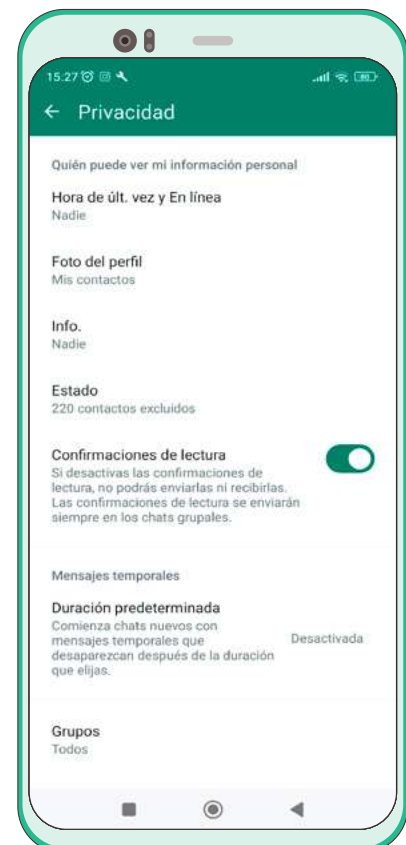 15:27
80
Privacidad
Quién puede ver mi información personal
Hora de últ. vez y En línea
Nadie
Foto del perfil
Mis contactos
Info.
Nadie
Estado
220 contactos excluidos
Confirmaciones de lectura
Si desactivas las confirmaciones de
lectura, no podrás enviarlas ni recibirlas.
Las confirmaciones de lectura se enviarán
siempre en los chats grupales.
Mensajes temporales
Duración predeterminada
Comienza chats nuevos con
mensajes temporales que
desaparezcan después de la duración
que elijas.
Desactivada
Grupos
Todos